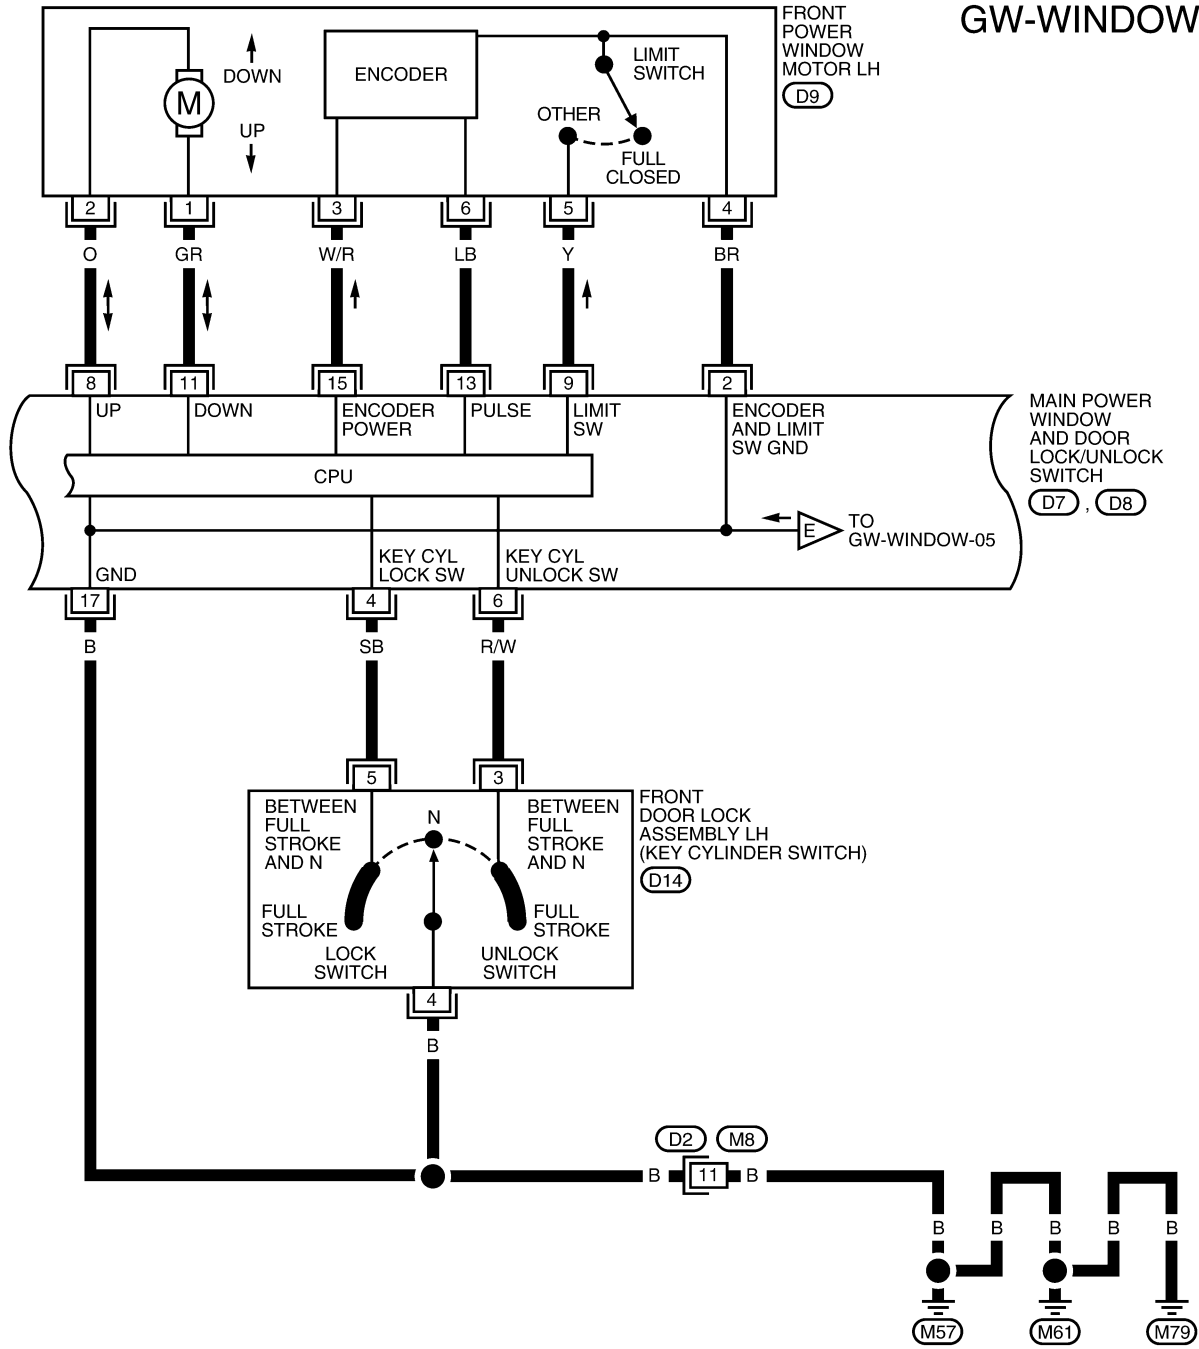 GW-WINDOW
FRONT
POWER
WINDOW
MOTOR LH
D9
M
DOWN
UP
ENCODER
LIMIT
SWITCH
OTHER
FULL
CLOSED
2 1 3 6 5 4
O GR W/R LB Y BR
8 11 15 13 9 2
UP
DOWN
ENCODER
POWER
PULSE
LIMIT
SW
ENCODER
AND LIMIT
SW GND
MAIN POWER
WINDOW
AND DOOR
LOCK/UNLOCK
SWITCH
D7 , D8
CPU
E
TO
GW-WINDOW-05
GND
KEY CYL
LOCK SW
KEY CYL
UNLOCK SW
17 4 6
B SB R/W
5 3
BETWEEN
FULL
STROKE
AND N
N
BETWEEN
FULL
STROKE
AND N
FULL
STROKE
FULL
STROKE
LOCK
SWITCH
UNLOCK
SWITCH
FRONT
DOOR LOCK
ASSEMBLY LH
(KEY CYLINDER SWITCH)
D14
4
B
D2 M8
B 11 B
B B B B B
M57 M61 M79